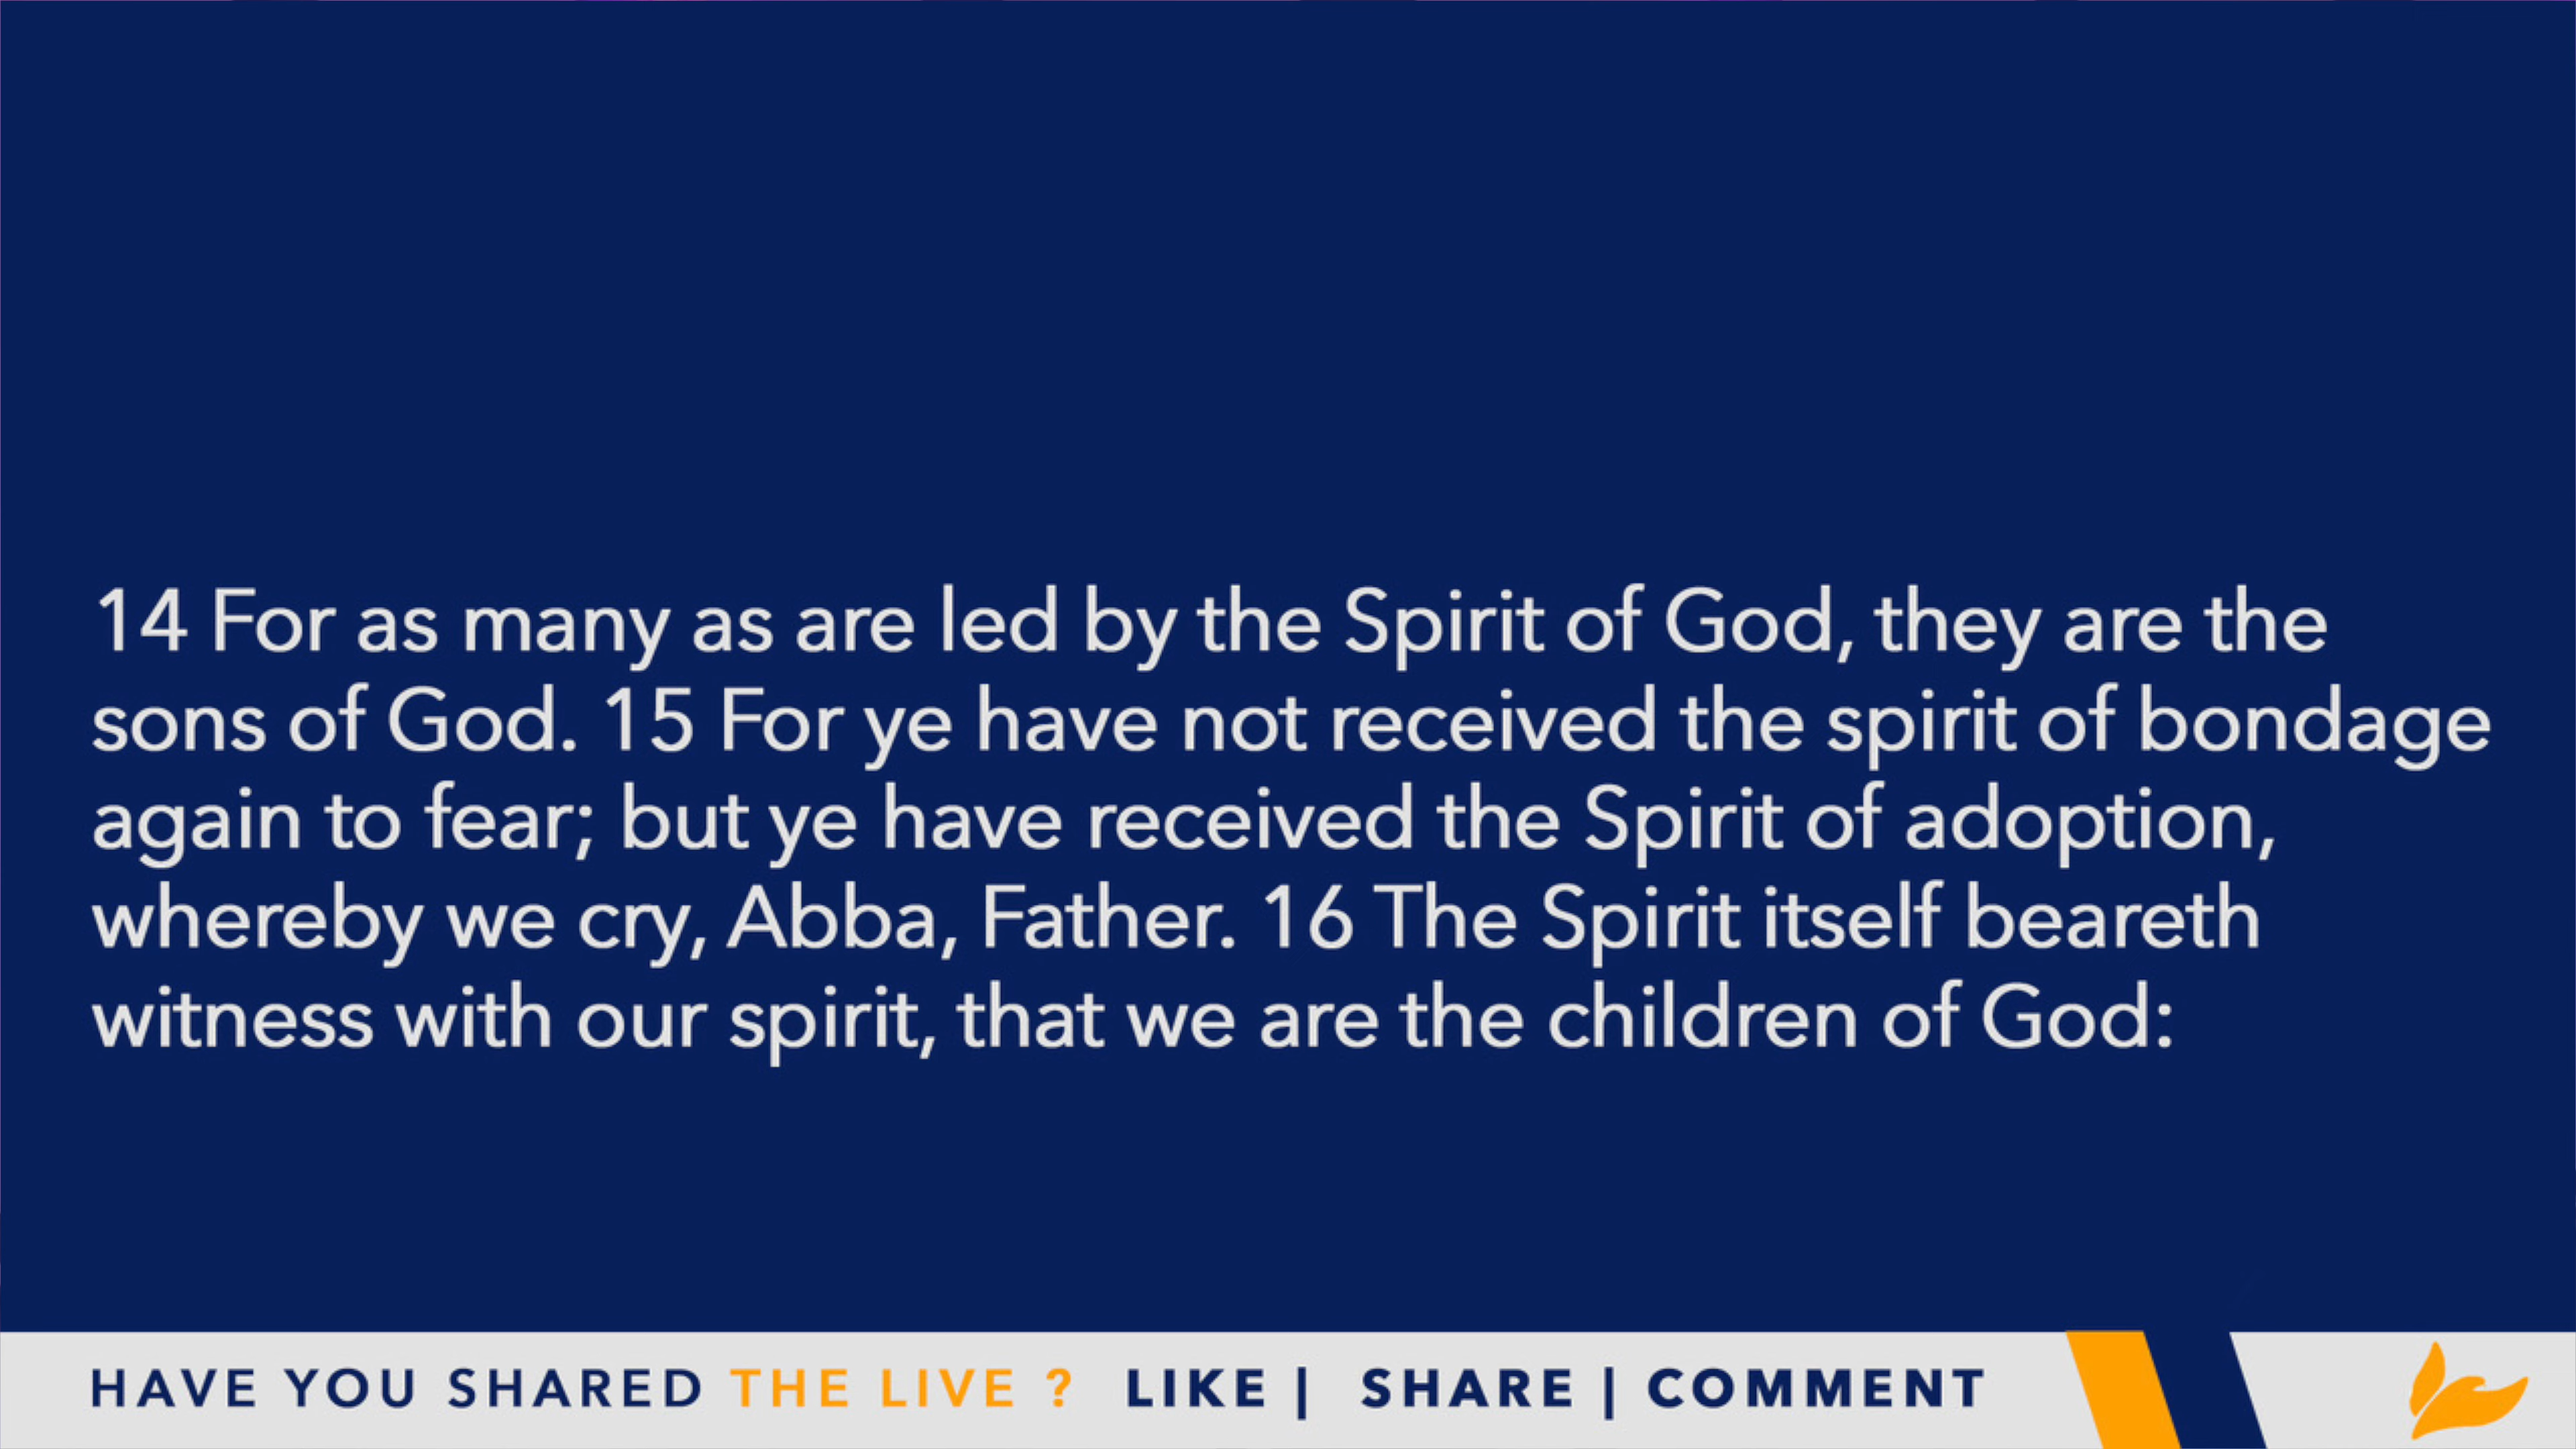 14 For as many as are led by the Spirit of God, they are the
sons of God. 15 For ye have not received the spirit of bondage
again to fear; but ye have received the Spirit of adoption,
whereby we cry, Abba, Father. 16 The Spirit itself beareth
witness with our spirit, that we are the children of God:
HAVE YOU SHARED THE LIVE ? LIKE | SHARE | COMMENT